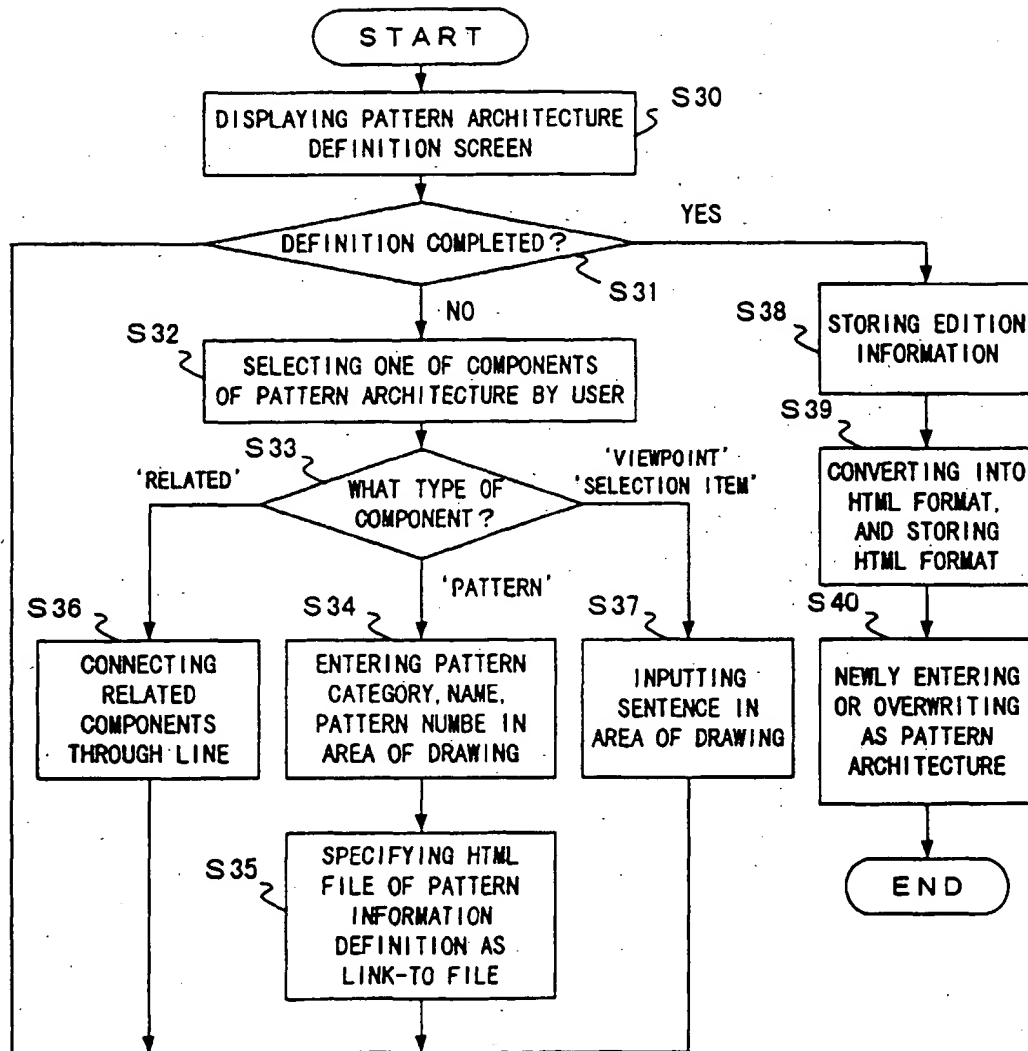 START
S30
DISPLAYING PATTERN ARCHITECTURE
DEFINITION SCREEN
YES
DEFINITION COMPLETED?
S31
NO
S32
SELECTING ONE OF COMPONENTS
OF PATTERN ARCHITECTURE BY USER
S38
STORING EDITION
INFORMATION
S33
'RELATED'
WHAT TYPE OF
COMPONENT?
'VIEWPOINT'
'SELECTION ITEM'
'PATTERN'
S39
CONVERTING INTO
HTML FORMAT,
AND STORING
HTML FORMAT
S36
CONNECTING
RELATED
COMPONENTS
THROUGH LINE
S34
ENTERING PATTERN
CATEGORY, NAME,
PATTERN NUMBE IN
AREA OF DRAWING
S37
INPUTTING
SENTENCE IN
AREA OF DRAWING
S40
NEWLY ENTERING
OR OVERWRITING
AS PATTERN
ARCHITECTURE
S35
SPECIFYING HTML
FILE OF PATTERN
INFORMATION
DEFINITION AS
LINK-TO FILE
END